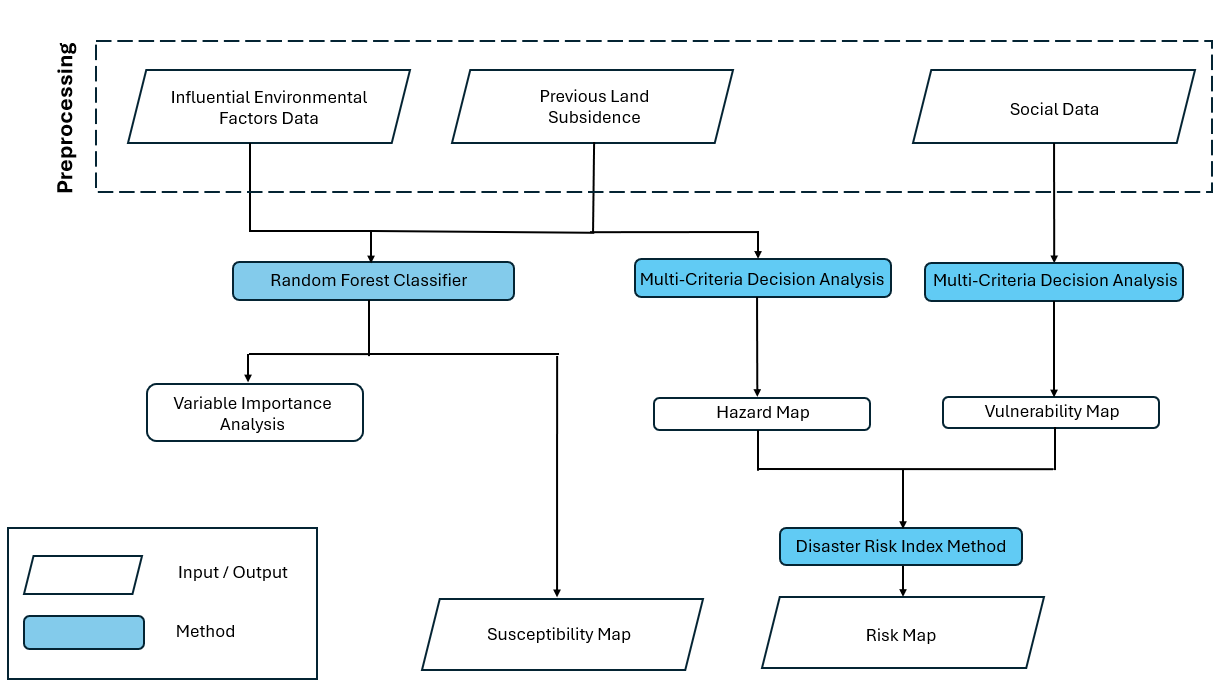 Preprocessing
Influential Environmental
Factors Data
Previous Land
Subsidence
Social Data
Random Forest Classifier
Multi-Criteria Decision Analysis
Multi-Criteria Decision Analysis
Variable Importance
Analysis
Hazard Map
Vulnerability Map
Disaster Risk Index Method
Input / Output
Method
Susceptibility Map
Risk Map